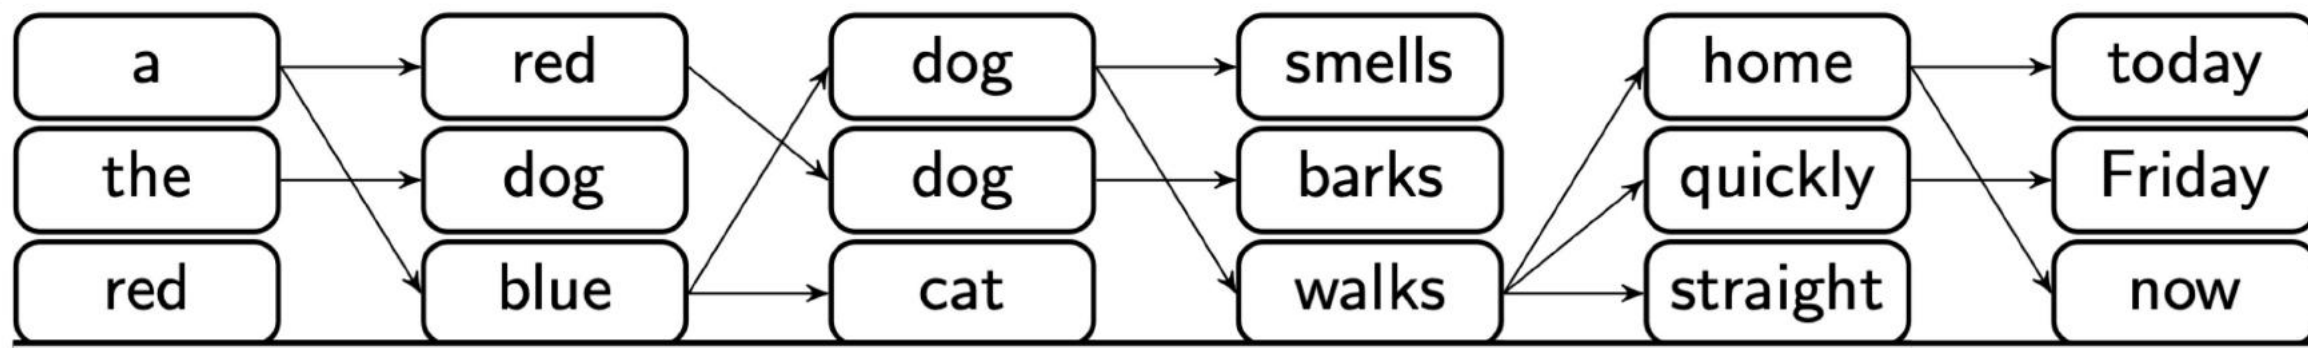 a red dog smells home today
the dog dog barks quickly Friday
red blue cat walks straight now